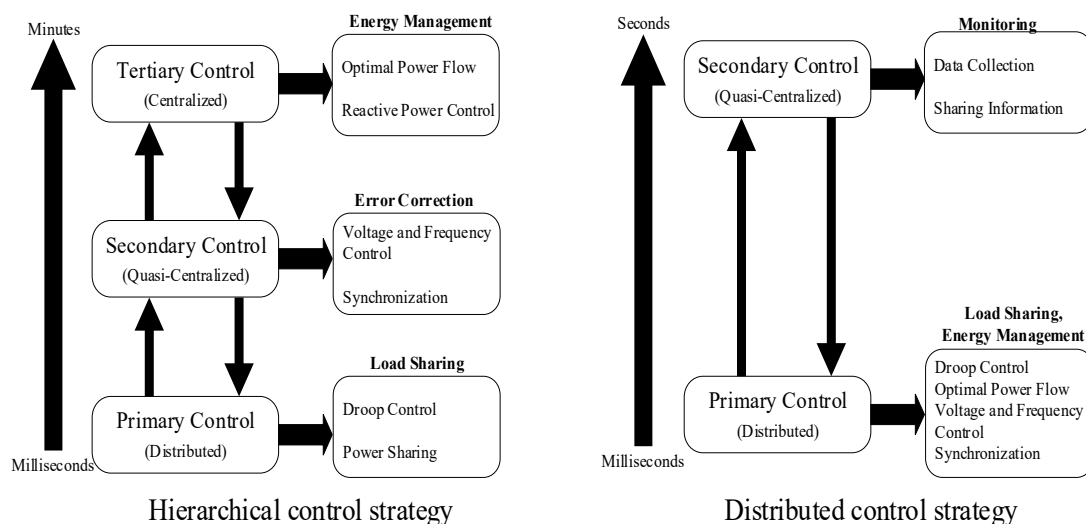 Minutes
Tertiary Control
(Centralized)
Energy Management
Optimal Power Flow
Reactive Power Control
Secondary Control
(Quasi-Centralized)
Error Correction
Voltage and Frequency
Control
Synchronization
Primary Control
(Distributed)
Load Sharing
Droop Control
Power Sharing
Milliseconds
Hierarchical control strategy
Seconds
Secondary Control
(Quasi-Centralized)
Monitoring
Data Collection
Sharing Information
Primary Control
(Distributed)
Load Sharing,
Energy Management
Droop Control
Optimal Power Flow
Voltage and Frequency
Control
Synchronization
Milliseconds
Distributed control strategy